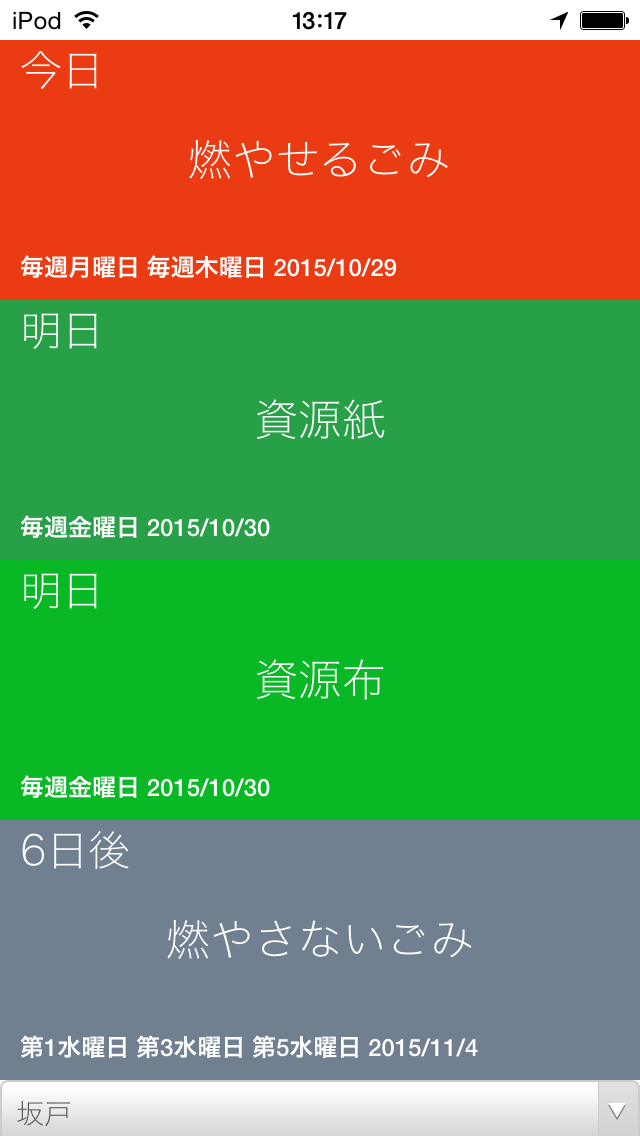 iPod 13:17
今日
燃やせるごみ
毎週月曜日 毎週木曜日 2015/10/29
明日
資源紙
毎週金曜日 2015/10/30
明日
資源布
毎週金曜日 2015/10/30
6日後
燃やさないごみ
第1水曜日 第3水曜日 第5水曜日 2015/11/4
坂戸